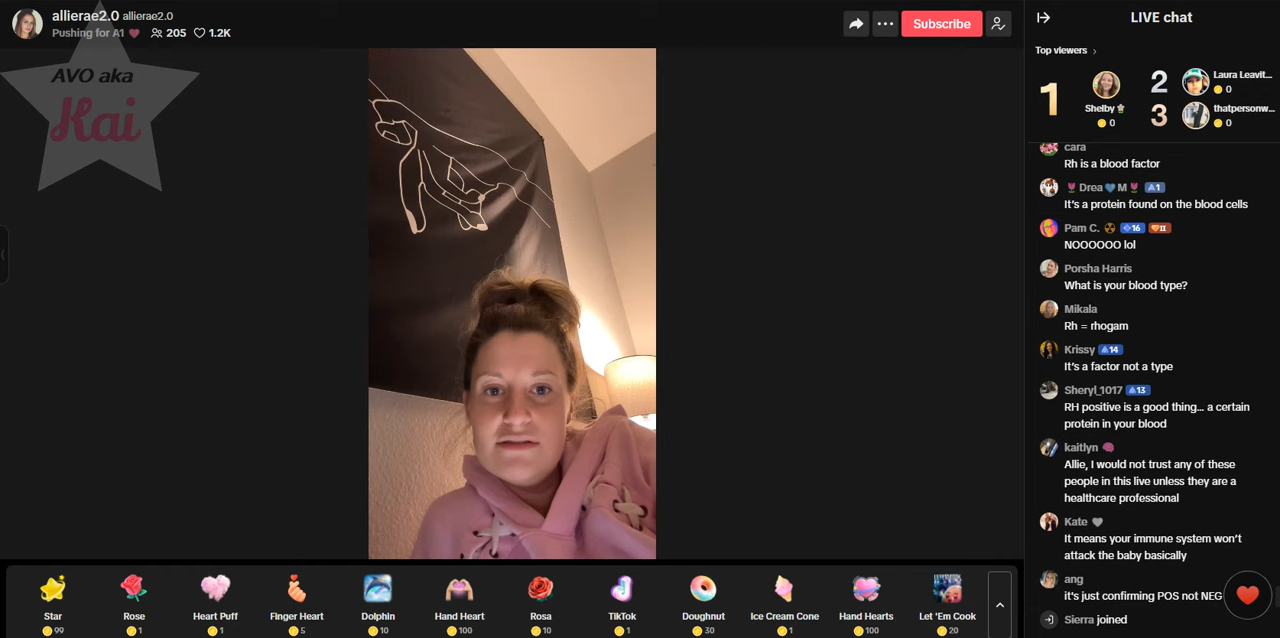 allierae2.0 allierae2.0
Pushing for A1 205 1.2K
Subscribe
AVO aka
Kai
LIVE chat
Top viewers
1
Shelby
0
2
Laura Leavit...
0
3
thatpersonw...
0
cara
Rh is a blood factor
Drea M 1
It's a protein found on the blood cells
Pam C. 16 II
NOOOOOO lol
Porsha Harris
What is your blood type?
Mikala
Rh = rhogam
Krissy 14
It's a factor not a type
Sheryl_1017 13
RH positive is a good thing... a certain
protein in your blood
kaitlyn
Allie, I would not trust any of these
people in this live unless they are a
healthcare professional
Kate
It means your immune system won't
attack the baby basically
ang
it's just confirming POS not NEG
Sierra joined
Star Rose Heart Puff Finger Heart Dolphin Hand Heart Rosa TikTok Doughnut Ice Cream Cone Hand Hearts Let 'Em Cook
99 1 1 5 10 100 10 1 30 1 100 20